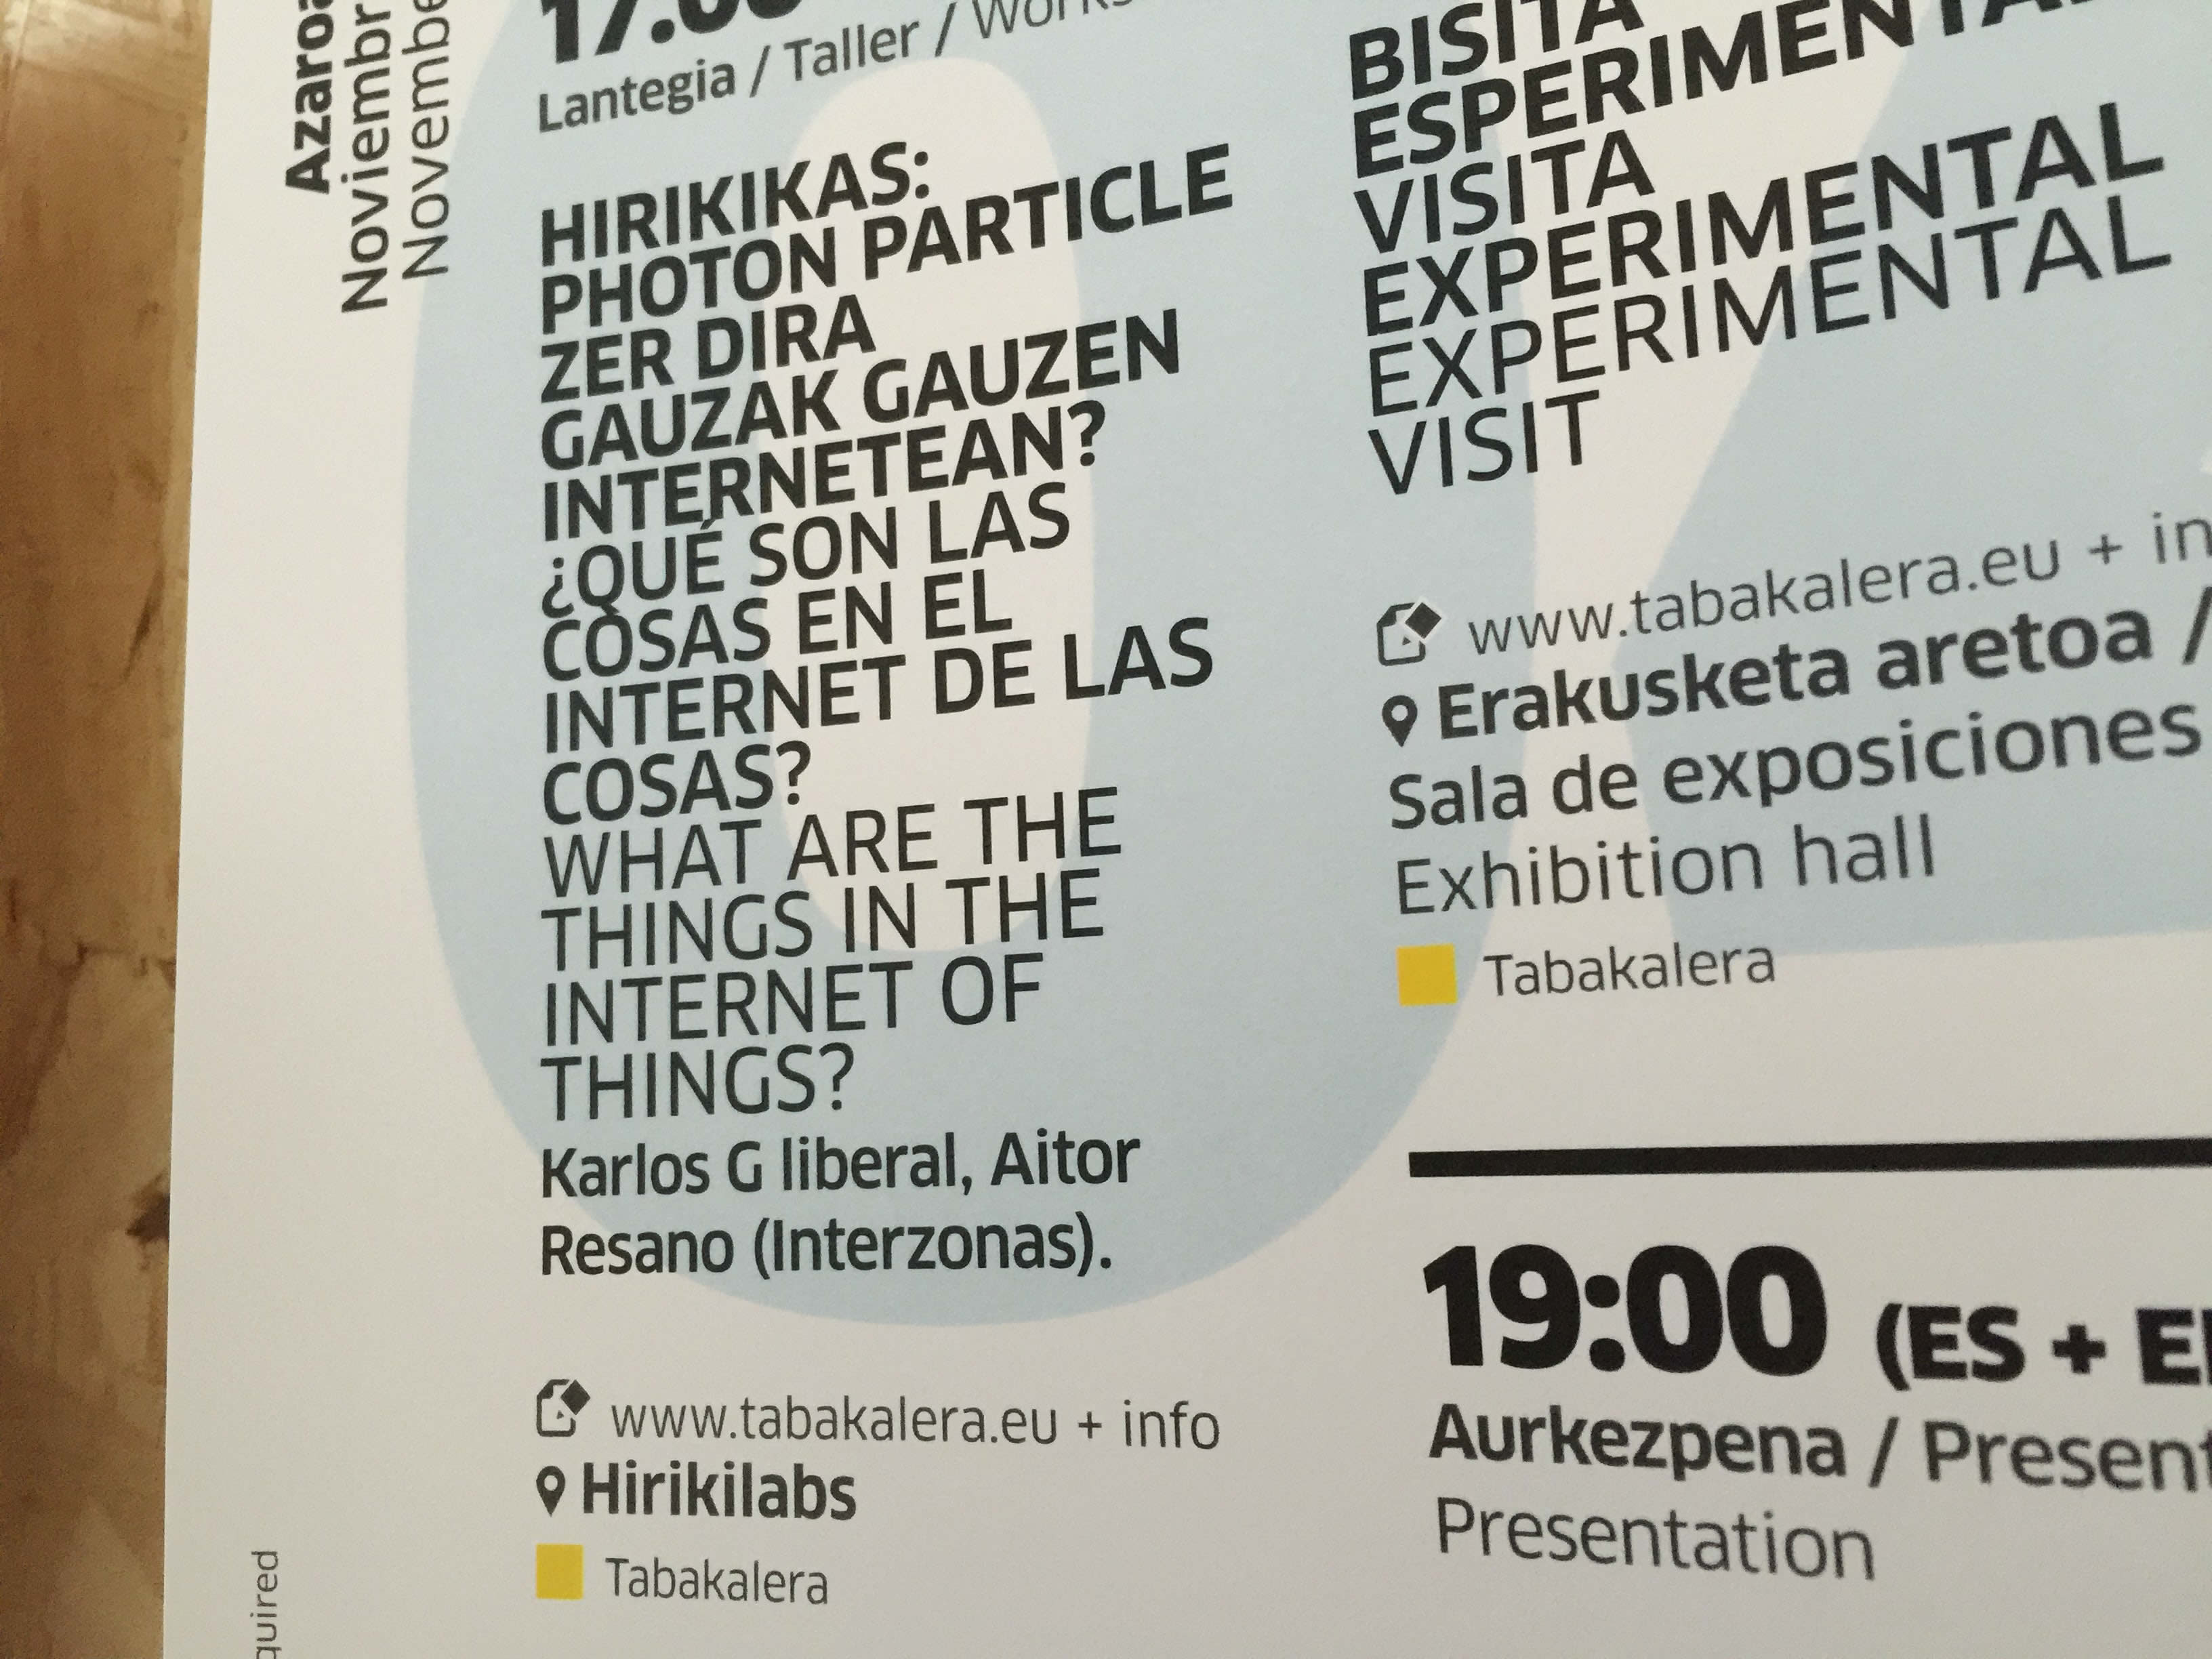 Noviembre
November
Lantegia / Taller /
HIRIKIKAS:
PHOTON PARTICLE
ZER DIRA
GAUZAK GAUZEN
INTERNETEAN?
¿QUÉ SON LAS
COSAS EN EL
INTERNET DE LAS
COSAS?
WHAT ARE THE
THINGS IN THE
INTERNET OF
THINGS?
Karlos G liberal, Aitor
Resano (Interzonas).
www.tabakalera.eu + info
Hirikilabs
Tabakalera
BISITA
VISITA
EXPERIMENTAL
EXPERIMENTAL
VISIT
www.tabakalera.eu +
Erakusketa aretoa /
Sala de exposiciones
Exhibition hall
Tabakalera
19:00 (ES +
Aurkezpena /
Presentation